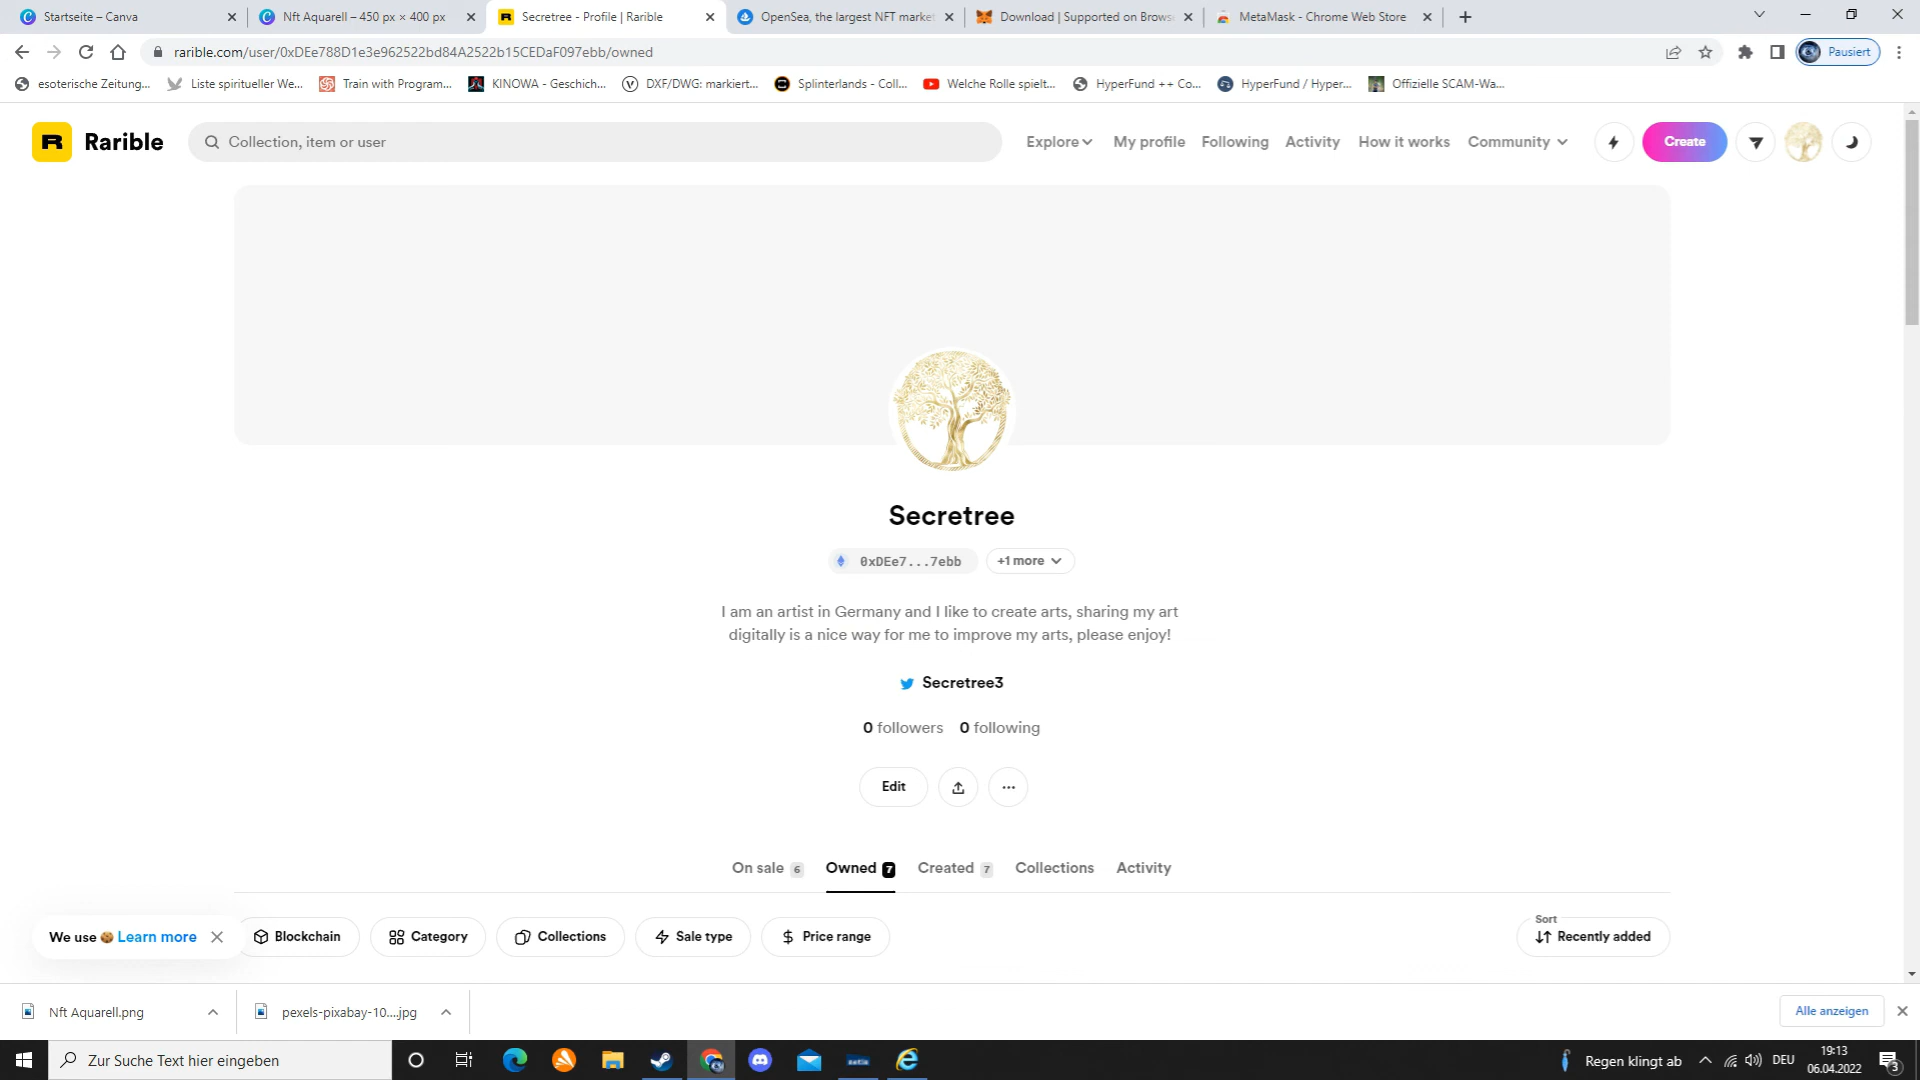 Startseite – Canva
Nft Aquarell – 450 px × 400 px
Secretree - Profile | Rarible
OpenSea, the largest NFT market
Download | Supported on Brows
MetaMask - Chrome Web Store
rarible.com/user/0xDEe788D1e3e962522bd84A2522b15CEDaF097ebb/owned
Pausiert
esoterische Zeitung...
Liste spiritueller We...
Train with Program...
KINOWA - Geschich...
DXF/DWG: markiert...
Splinterlands - Coll...
Welche Rolle spielt...
HyperFund ++ Co...
HyperFund / Hyper...
Offizielle SCAM-Wa...
R Rarible
Collection, item or user
Explore
My profile
Following
Activity
How it works
Community
Create
Secretree
0xDEe7...7ebb
+1 more
I am an artist in Germany and I like to create arts, sharing my art
digitally is a nice way for me to improve my arts, please enjoy!
Secretree3
0 followers 0 following
Edit
On sale 6
Owned 7
Created 7
Collections
Activity
We use Learn more
Blockchain
Category
Collections
Sale type
$ Price range
Sort
Recently added
Nft Aquarell.png
pexels-pixabay-10....jpg
Alle anzeigen
Zur Suche Text hier eingeben
Regen klingt ab
DEU
19:13
06.04.2022
3